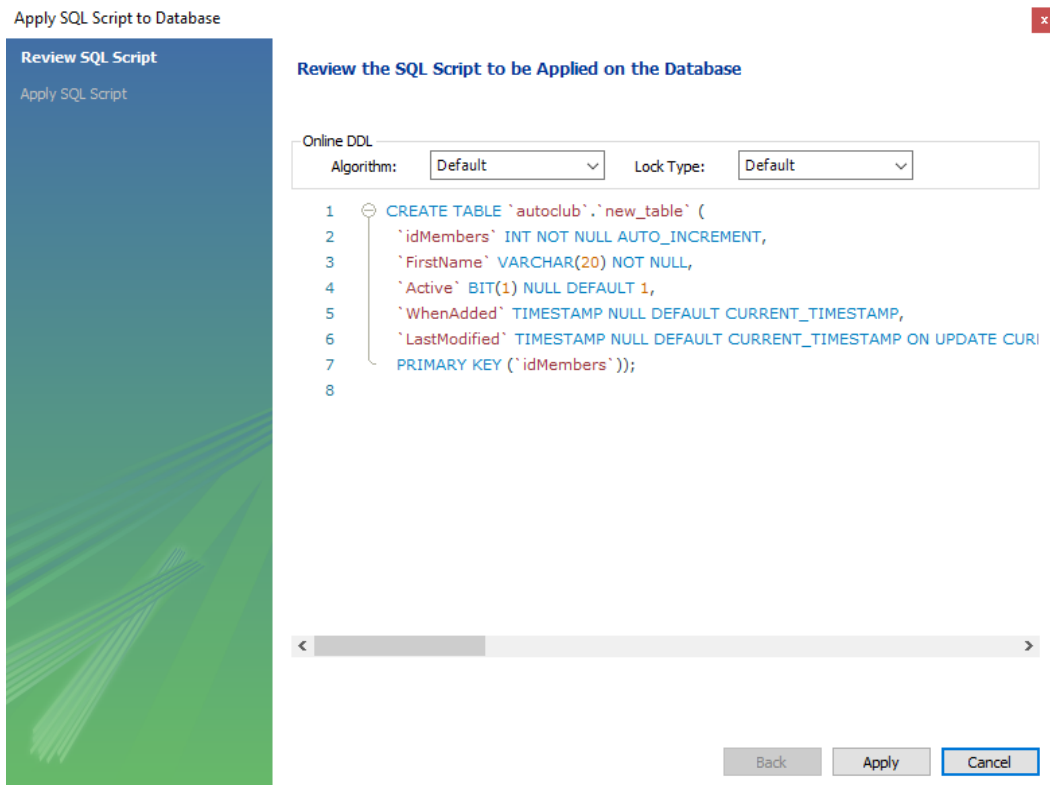 Apply SQL Script to Database
x
Review SQL Script
Apply SQL Script
Review the SQL Script to be Applied on the Database
Online DDL
Algorithm: Default Lock Type: Default
1 CREATE TABLE `autoclub`.`new_table` (
2 `idMembers` INT NOT NULL AUTO_INCREMENT,
3 `FirstName` VARCHAR(20) NOT NULL,
4 `Active` BIT(1) NULL DEFAULT 1,
5 `WhenAdded` TIMESTAMP NULL DEFAULT CURRENT_TIMESTAMP,
6 `LastModified` TIMESTAMP NULL DEFAULT CURRENT_TIMESTAMP ON UPDATE
7 PRIMARY KEY (`idMembers`));
8
Back Apply Cancel